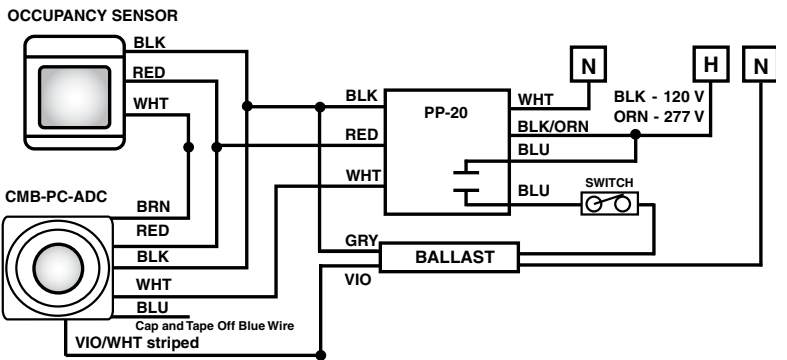 OCCUPANCY SENSOR
BLK
RED
WHT
CMB-PC-ADC
BRN
RED
BLK
WHT
BLU
Cap and Tape Off Blue Wire
VIO/WHT striped
BLK
RED
WHT
PP-20
WHT
BLK/ORN
BLU
BLU
N
H
N
BLK - 120 V
ORN - 277 V
SWITCH
GRY
VIO
BALLAST